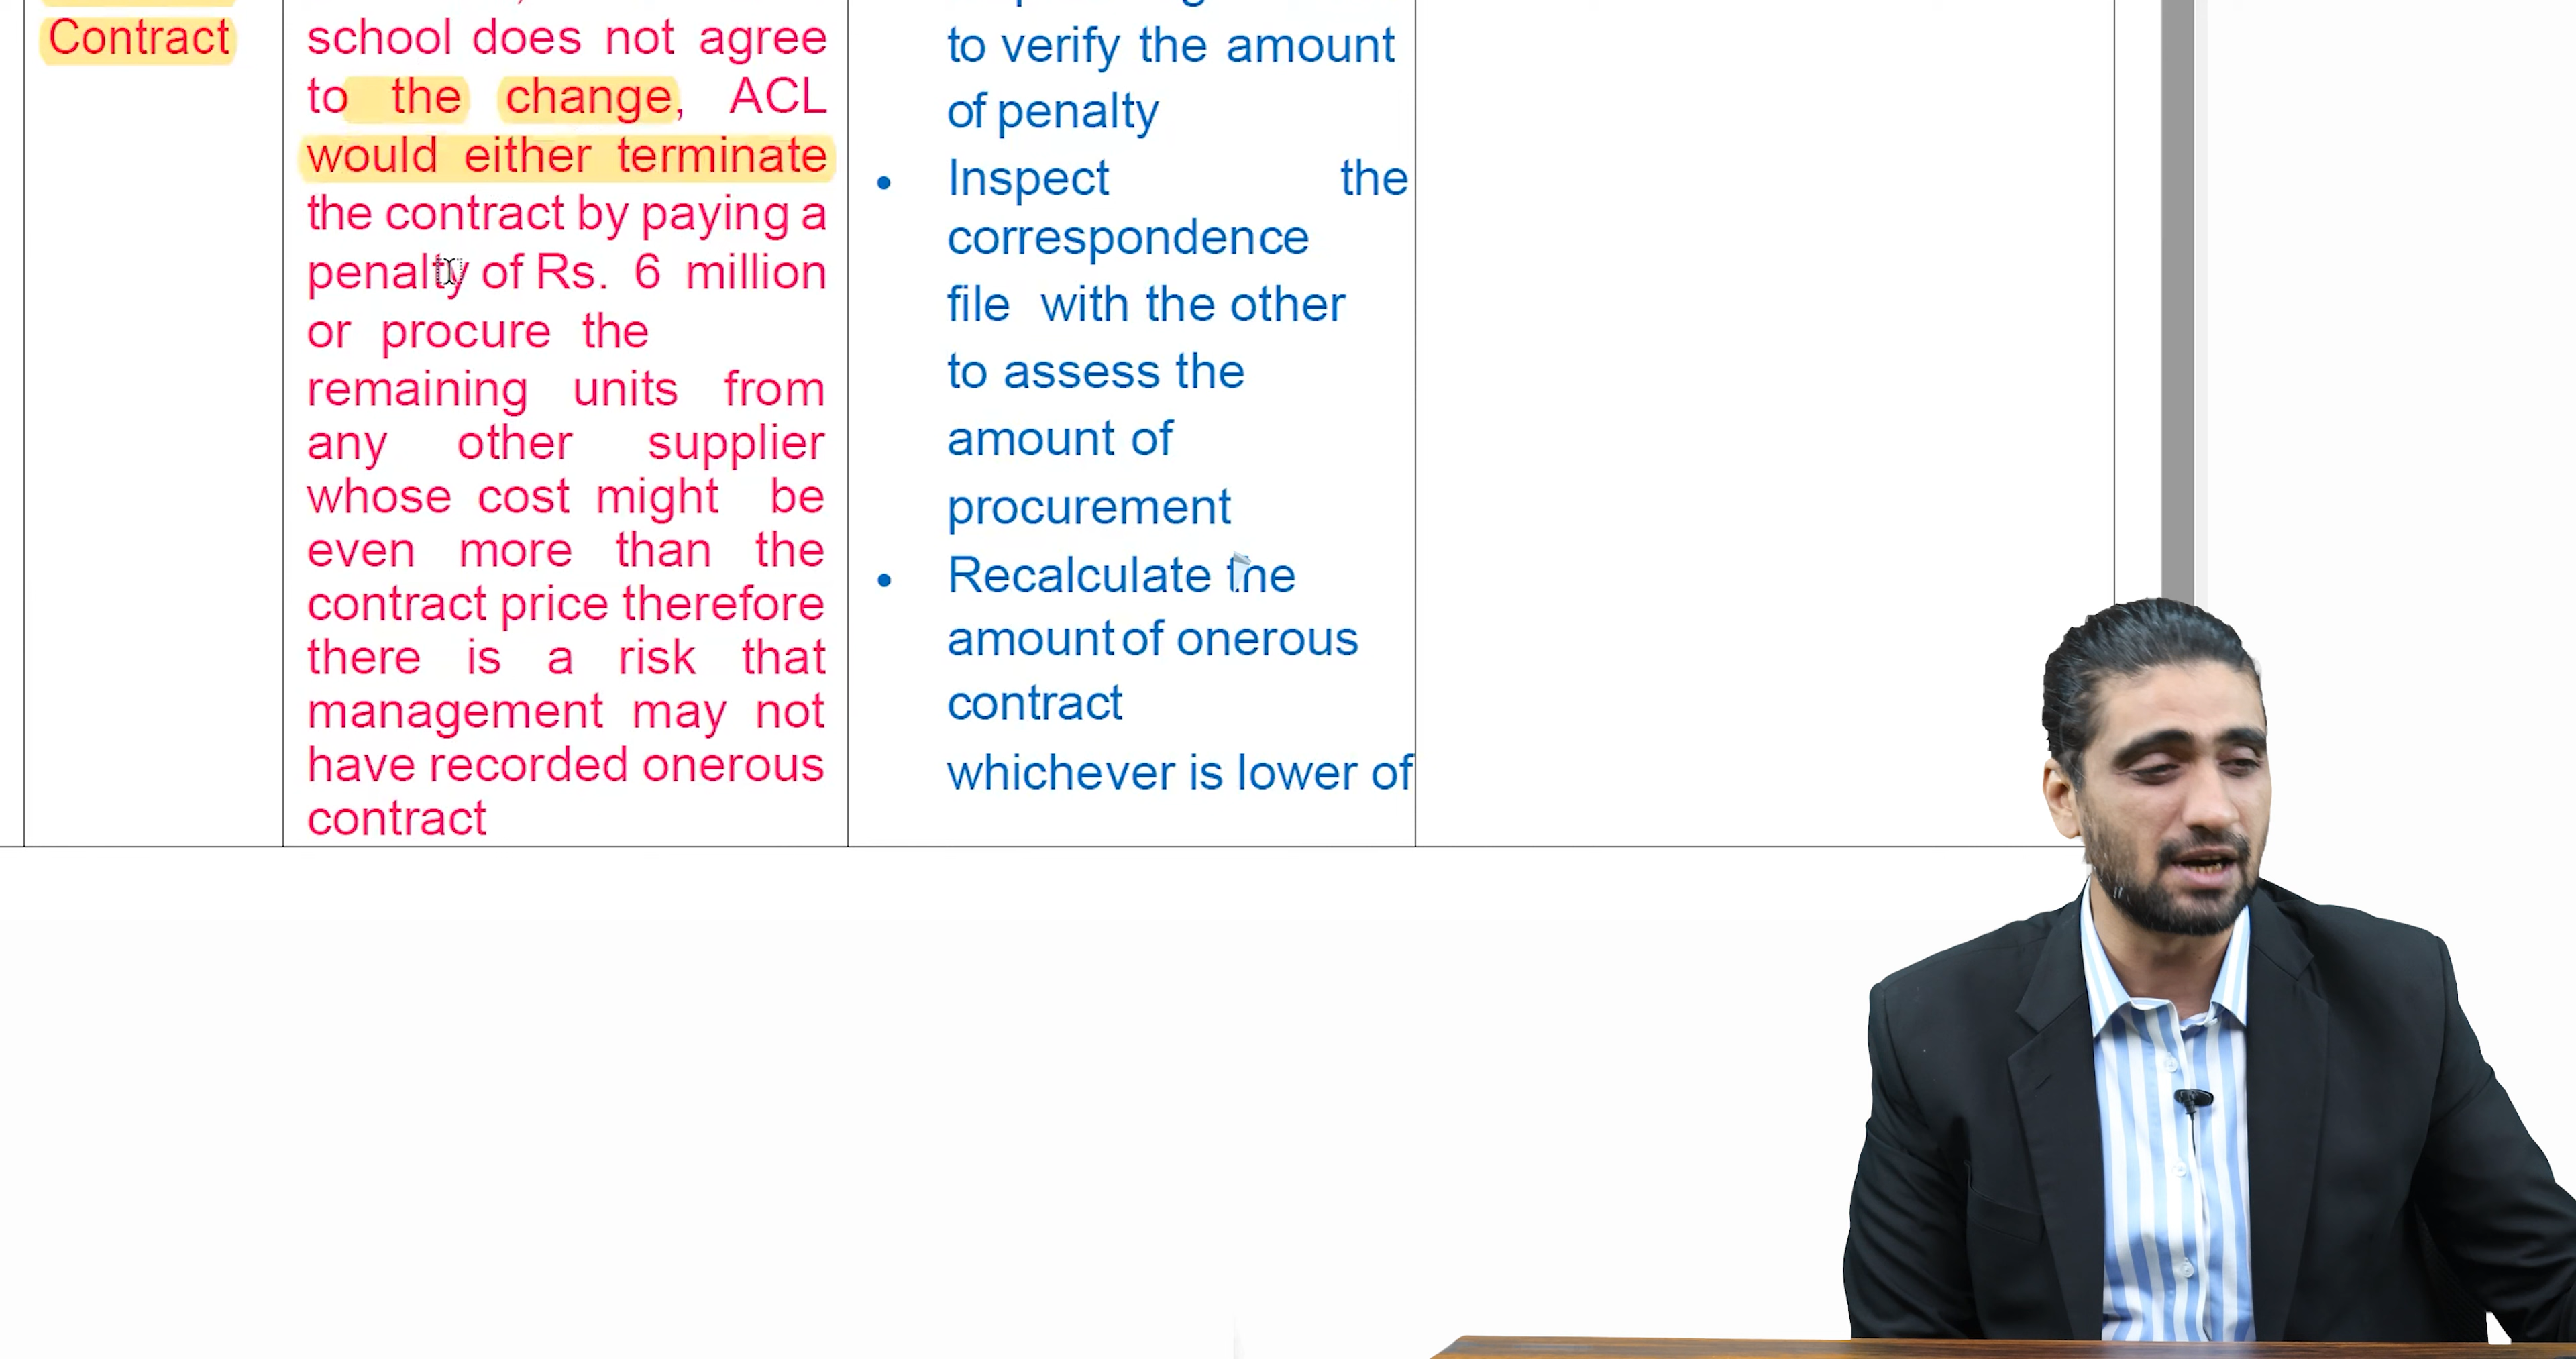 Contract
school does not agree
to the change, ACL
would either terminate
the contract by paying a
penalty of Rs. 6 million
or procure the
remaining units from
any other supplier
whose cost might be
even more than the
contract price therefore
there is a risk that
management may not
have recorded onerous
contract
to verify the amount
of penalty
• Inspect the
correspondence
file with the other
to assess the
amount of
procurement
• Recalculate the
amount of onerous
contract
whichever is lower of